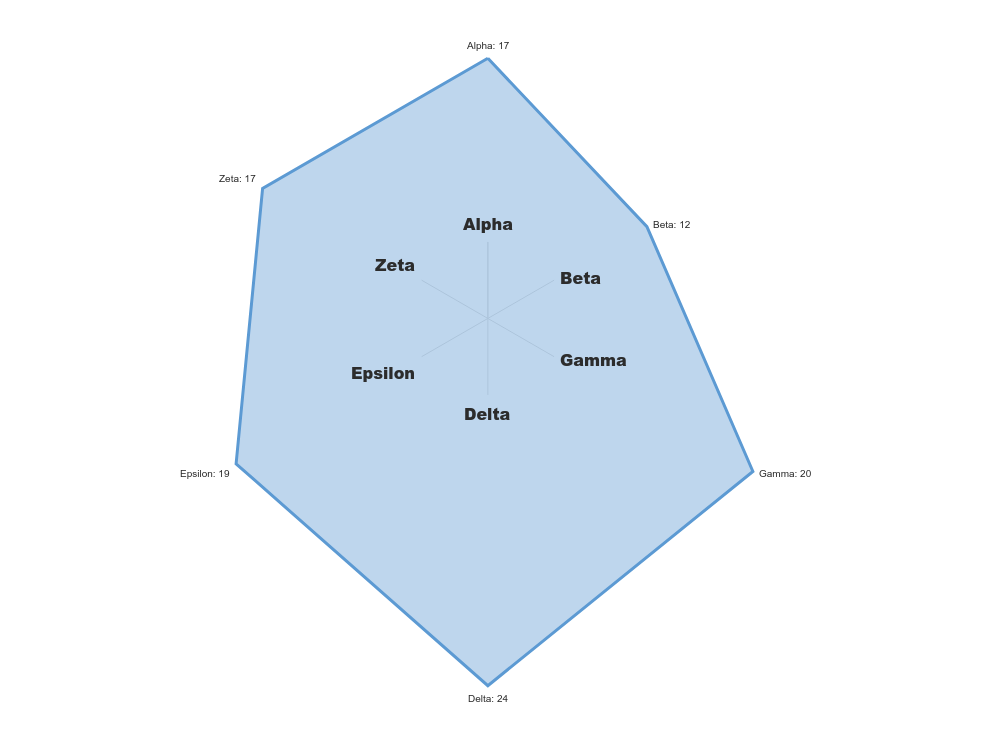 Alpha: 17
Zeta: 17
Alpha
Beta: 12
Zeta
Beta
Gamma
Epsilon
Delta
Epsilon: 19
Gamma: 20
Delta: 24